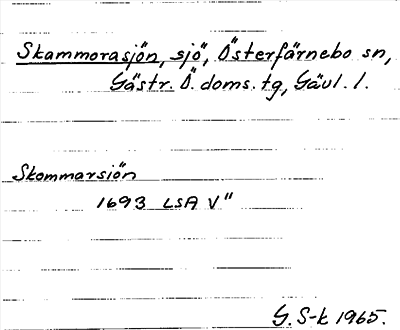 Skammorasjön, sjö, Österfärnebo sn,
Gästr. Ö. doms. tg, Gävl. l.
Skommarsiön
1693 LSA V"
G. S-k 1965.